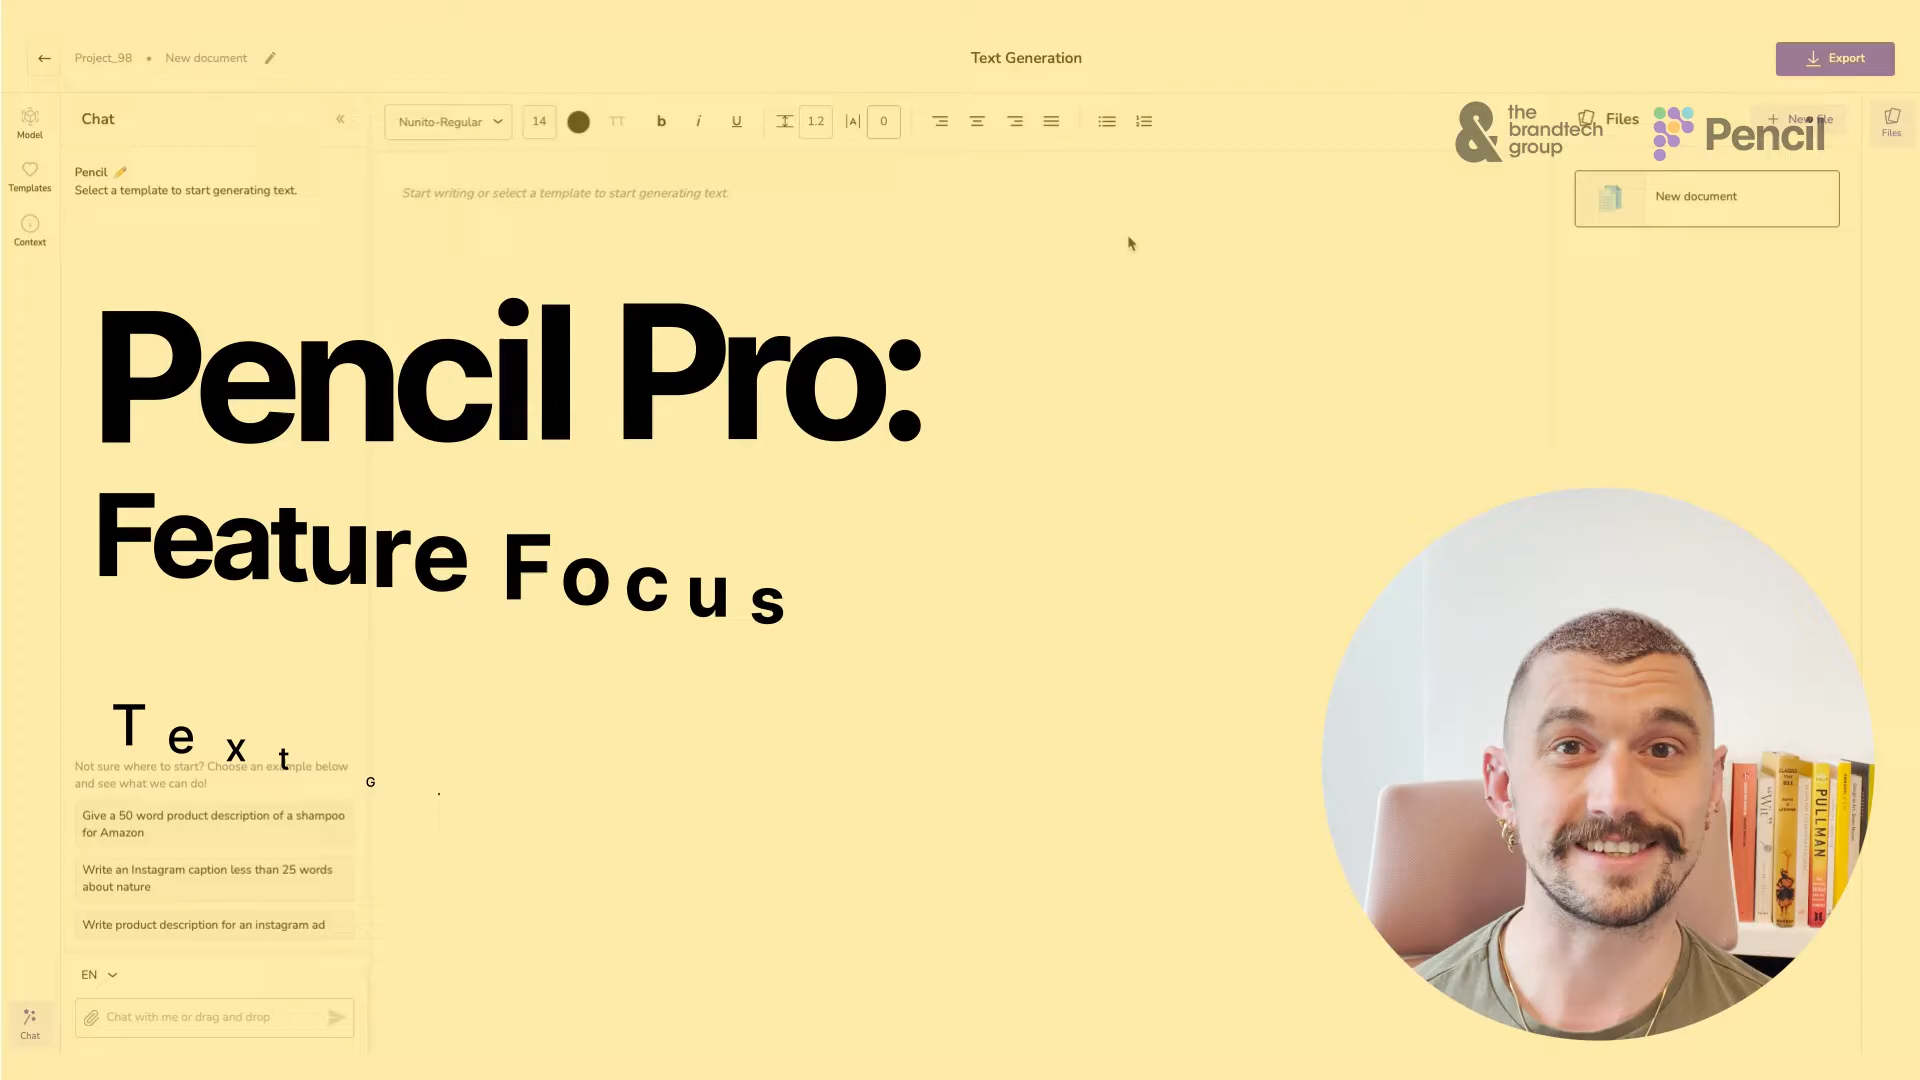 Project_98 • New document
Text Generation
Export
Model
Templates
Context
Chat
«
Pencil
Select a template to start generating text.
Nunito-Regular
14
TT
b
i
U
1.2
|A|
0
Start writing or select a template to start generating text.
& the
brandtech
group
Files
Pencil
Files
New document
Pencil Pro:
Feature Focus
Text G
Not sure where to start? Choose an example below
and see what we can do!
Give a 50 word product description of a shampoo
for Amazon
Write an Instagram caption less than 25 words
about nature
Write product description for an instagram ad
EN
Chat with me or drag and drop
Chat
"Wit"
PULLMAN